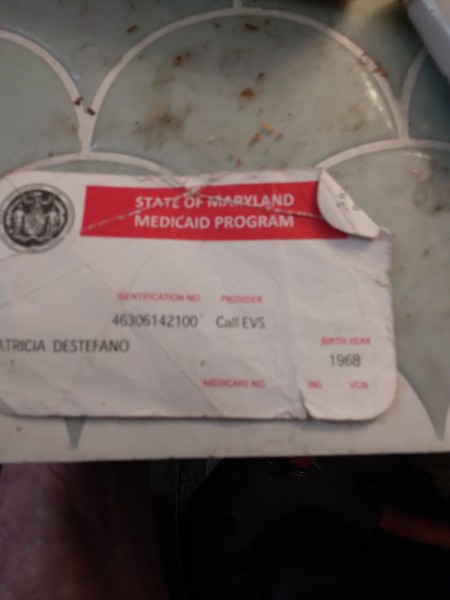 STATE OF MARYLAND
MEDICAID PROGRAM
IDENTIFICATION NO. PROVIDER
46306142100 Call EVS
ATRICIA DESTEFANO
BIRTH YEAR
1968
MEDICARE NO. INS VCN